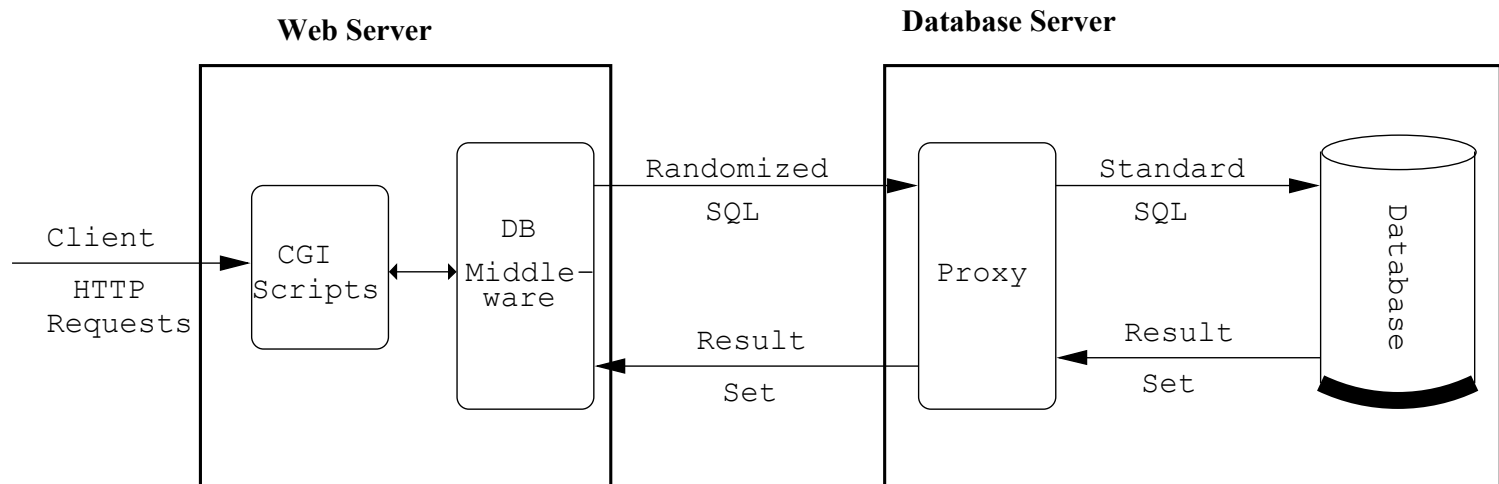 Web Server
Database Server
Client
HTTP
Requests
CGI
Scripts
DB
Middle-
ware
Randomized
SQL
Result
Set
Proxy
Standard
SQL
Result
Set
Database